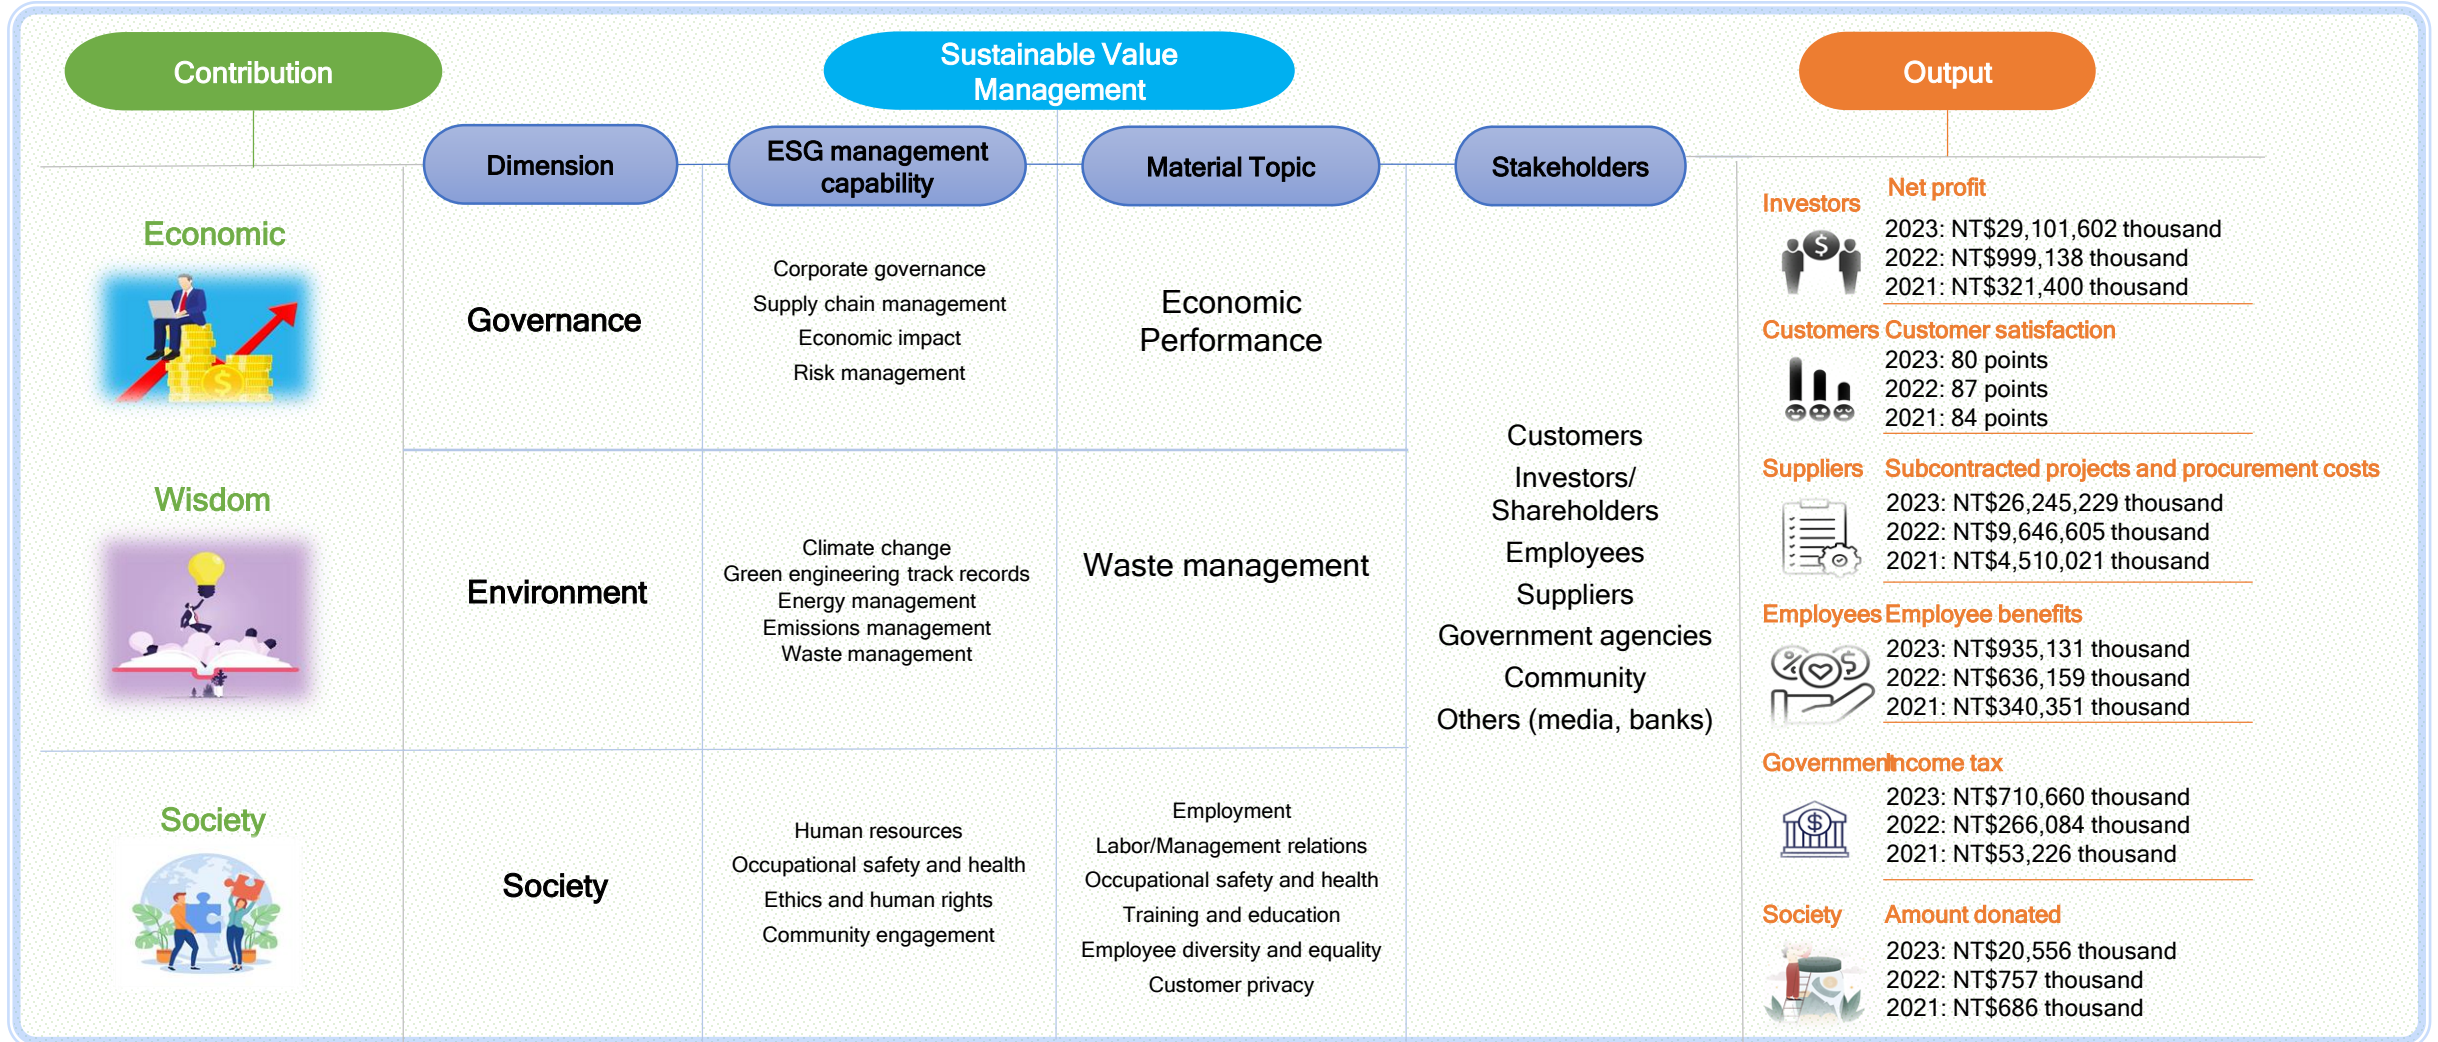 Contribution
Sustainable Value
Management
Output
Dimension
ESG management
capability
Material Topic
Stakeholders
Economic
Wisdom
Society
Governance
Corporate governance
Supply chain management
Economic impact
Risk management
Economic
Performance
Environment
Climate change
Green engineering track records
Energy management
Emissions management
Waste management
Waste management
Society
Human resources
Occupational safety and health
Ethics and human rights
Community engagement
Employment
Labor/Management relations
Occupational safety and health
Training and education
Employee diversity and equality
Customer privacy
Customers
Investors/
Shareholders
Employees
Suppliers
Government agencies
Community
Others (media, banks)
Investors
Net profit
2023: NT$29,101,602 thousand
2022: NT$999,138 thousand
2021: NT$321,400 thousand
Customers
Customer satisfaction
2023: 80 points
2022: 87 points
2021: 84 points
Suppliers
Subcontracted projects and procurement costs
2023: NT$26,245,229 thousand
2022: NT$9,646,605 thousand
2021: NT$4,510,021 thousand
Employees
Employee benefits
2023: NT$935,131 thousand
2022: NT$636,159 thousand
2021: NT$340,351 thousand
Government
Income tax
2023: NT$710,660 thousand
2022: NT$266,084 thousand
2021: NT$53,226 thousand
Society
Amount donated
2023: NT$20,556 thousand
2022: NT$757 thousand
2021: NT$686 thousand